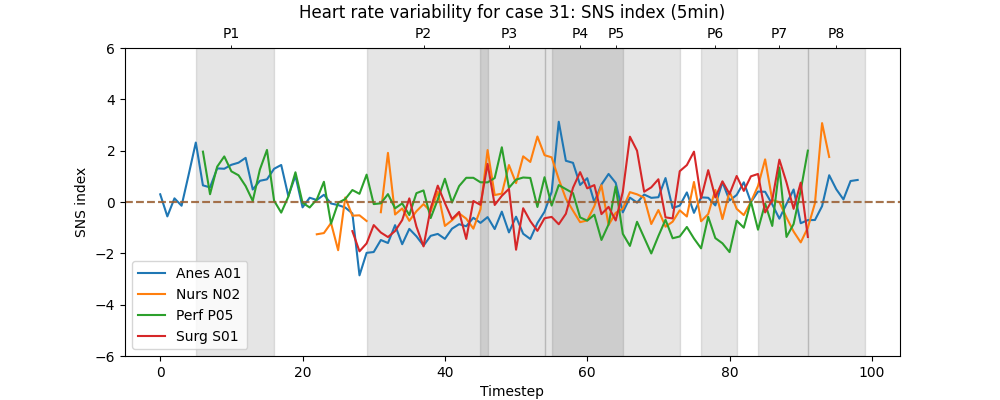 Heart rate variability for case 31: SNS index (5min)
P1 P2 P3 P4 P5 P6 P7 P8
6
4
2
0
−2
−4
−6
SNS index
Anes A01
Nurs N02
Perf P05
Surg S01
0 20 40 60 80 100
Timestep